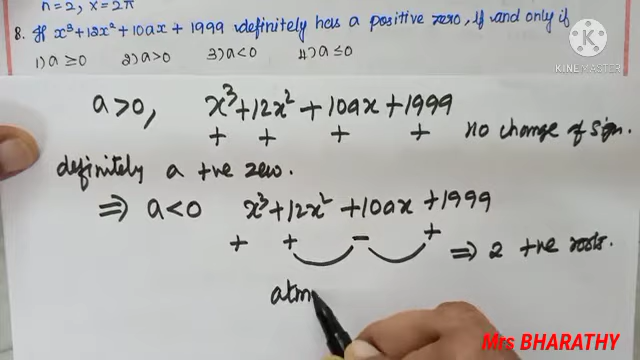 n = 2, x = 2π
8. If x³+12x²+10ax + 1999 definitely has a positive zero, if and only if
1) a ≥0 2) a>0 3) a<0 4) a ≤0
KINEMASTER
a>0, x³+12x²+10ax+1999
+ + + + no change of sign.
definitely a +ve zero.
⇒ a<0 x³+12x²+10ax+1999
+ + - + ⇒ 2 +ve roots.
atm
Mrs BHARATHY